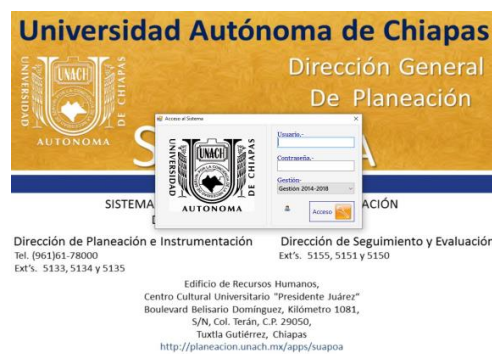 Universidad Autónoma de Chiapas
Dirección General
De Planeación
UNIVERSIDAD
UNACH
DE CHIAPAS
AUTONOMA
S
A
Acceso al Sistema
UNIVERSIDAD
UNACH
DE CHIAPAS
AUTONOMA
Usuario.-
Contraseña.-
Gestión-
Gestión 2014-2018
Acceso
SISTEMA
ACIÓN
D
Dirección de Planeación e Instrumentación
Tel. (961)61-78000
Ext's. 5133, 5134 y 5135
Dirección de Seguimiento y Evaluación
Ext's. 5155, 5151 y 5150
Edificio de Recursos Humanos,
Centro Cultural Universitario "Presidente Juárez"
Boulevard Belisario Domínguez, Kilómetro 1081,
S/N, Col. Terán, C.P. 29050,
Tuxtla Gutiérrez, Chiapas
http://planeacion.unach.mx/apps/suapoa